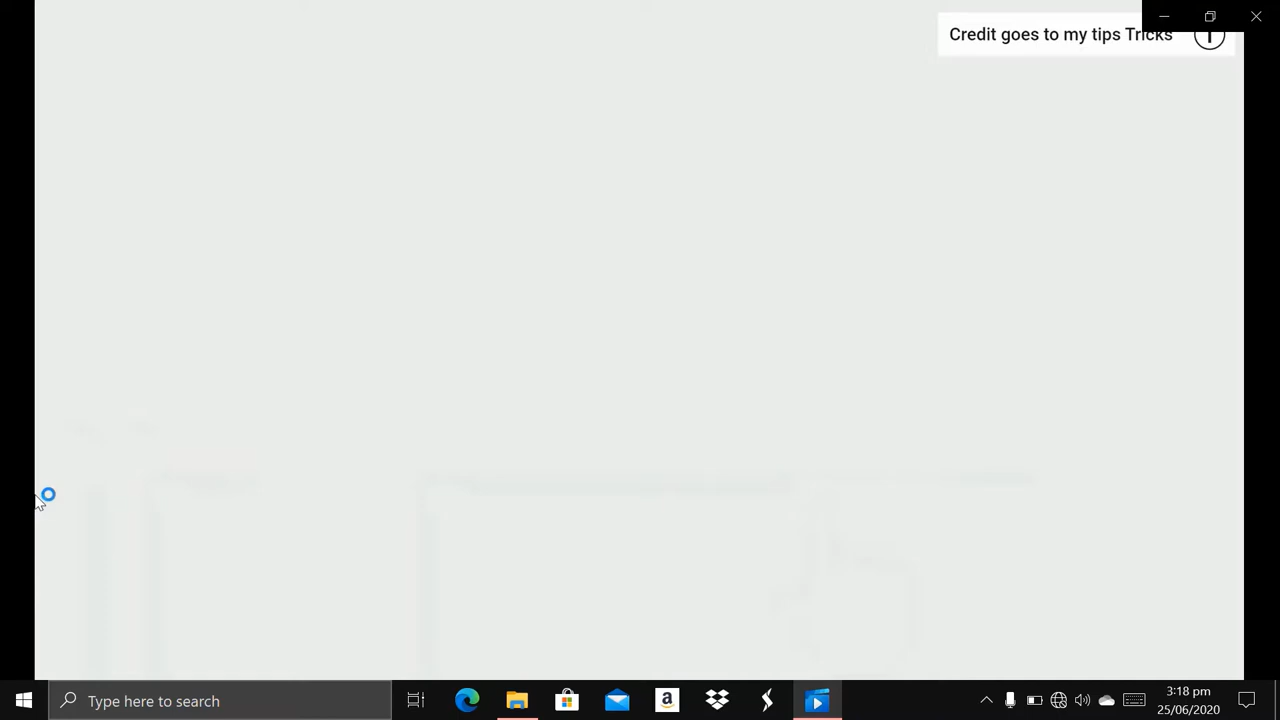 Credit goes to my tips Tricks
Type here to search
a
3:18 pm
25/06/2020